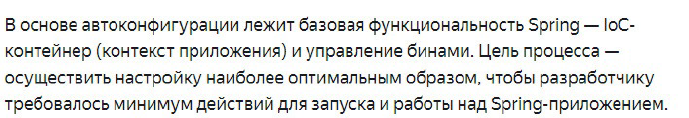 В основе автоконфигурации лежит базовая функциональность Spring — IoC-
контейнер (контекст приложения) и управление бинами. Цель процесса —
осуществить настройку наиболее оптимальным образом, чтобы разработчику
требовалось минимум действий для запуска и работы над Spring-приложением.